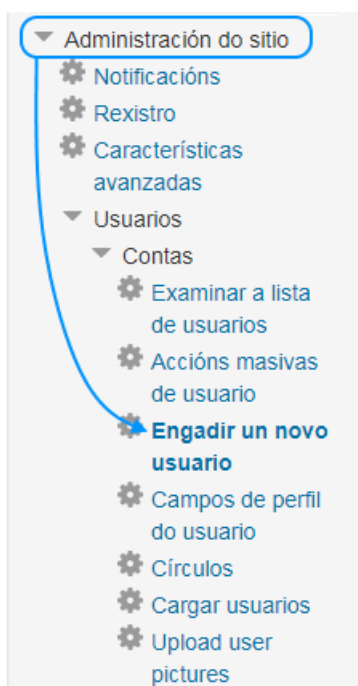 Administración do sitio
Notificacións
Rexistro
Características
avanzadas
Usuarios
Contas
Examinar a lista
de usuarios
Accións masivas
de usuario
Engadir un novo
usuario
Campos de perfil
do usuario
Círculos
Cargar usuarios
Upload user
pictures